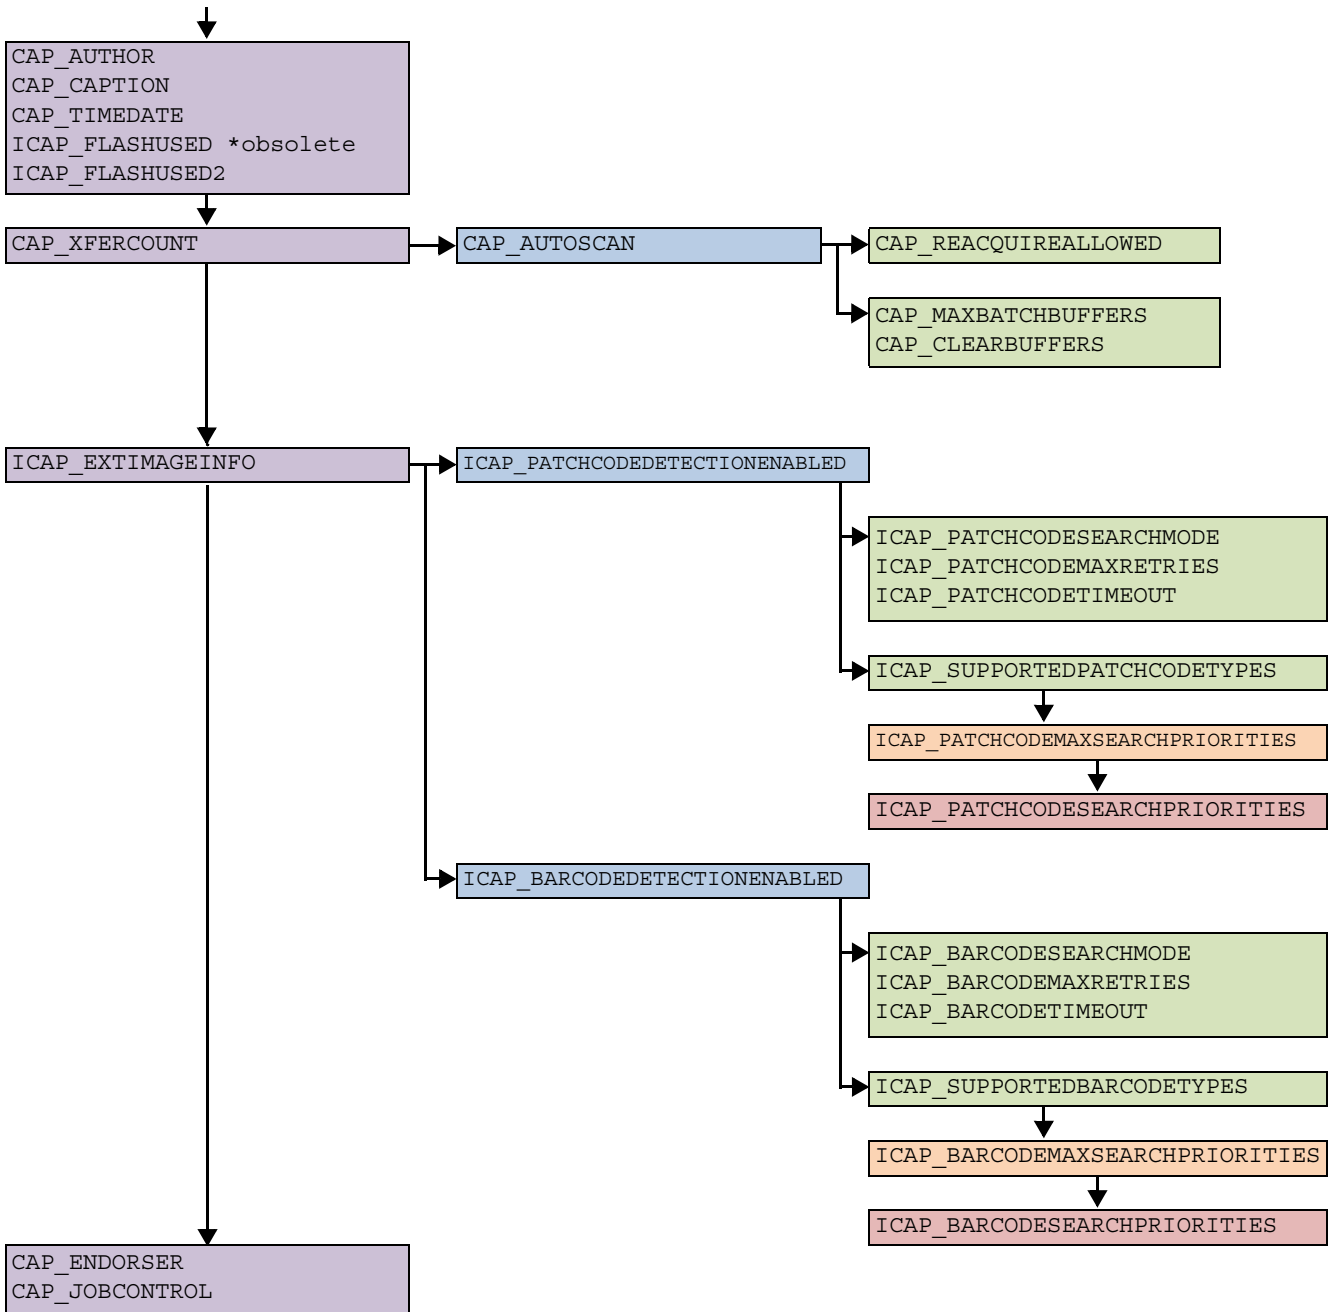 CAP_AUTHOR
CAP_CAPTION
CAP_TIMEDATE
ICAP_FLASHUSED *obsolete
ICAP_FLASHUSED2
CAP_XFERCOUNT
CAP_AUTOSCAN
CAP_REACQUIREALLOWED
CAP_MAXBATCHBUFFERS
CAP_CLEARBUFFERS
ICAP_EXTIMAGEINFO
ICAP_PATCHCODEDETECTIONENABLED
ICAP_PATCHCODESEARCHMODE
ICAP_PATCHCODEMAXRETRIES
ICAP_PATCHCODETIMEOUT
ICAP_SUPPORTEDPATCHCODETYPES
ICAP_PATCHCODEMAXSEARCHPRIORITIES
ICAP_PATCHCODESEARCHPRIORITIES
ICAP_BARCODEDETECTIONENABLED
ICAP_BARCODESEARCHMODE
ICAP_BARCODEMAXRETRIES
ICAP_BARCODETIMEOUT
ICAP_SUPPORTEDBARCODETYPES
ICAP_BARCODEMAXSEARCHPRIORITIES
ICAP_BARCODESEARCHPRIORITIES
CAP_ENDORSER
CAP_JOBCONTROL